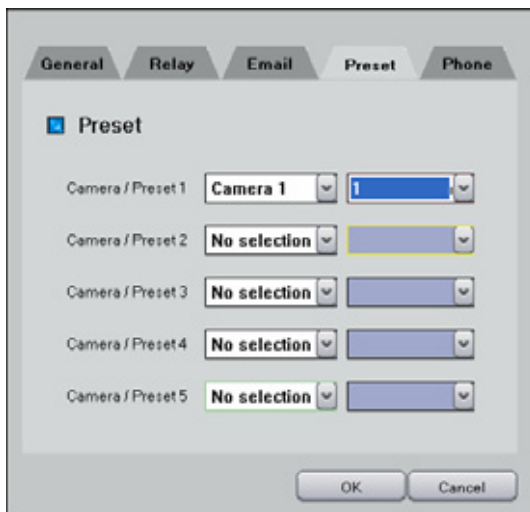 General Relay Email Preset Phone
Preset
Camera / Preset 1 Camera 1 1
Camera / Preset 2 No selection
Camera / Preset 3 No selection
Camera / Preset 4 No selection
Camera / Preset 5 No selection
OK Cancel